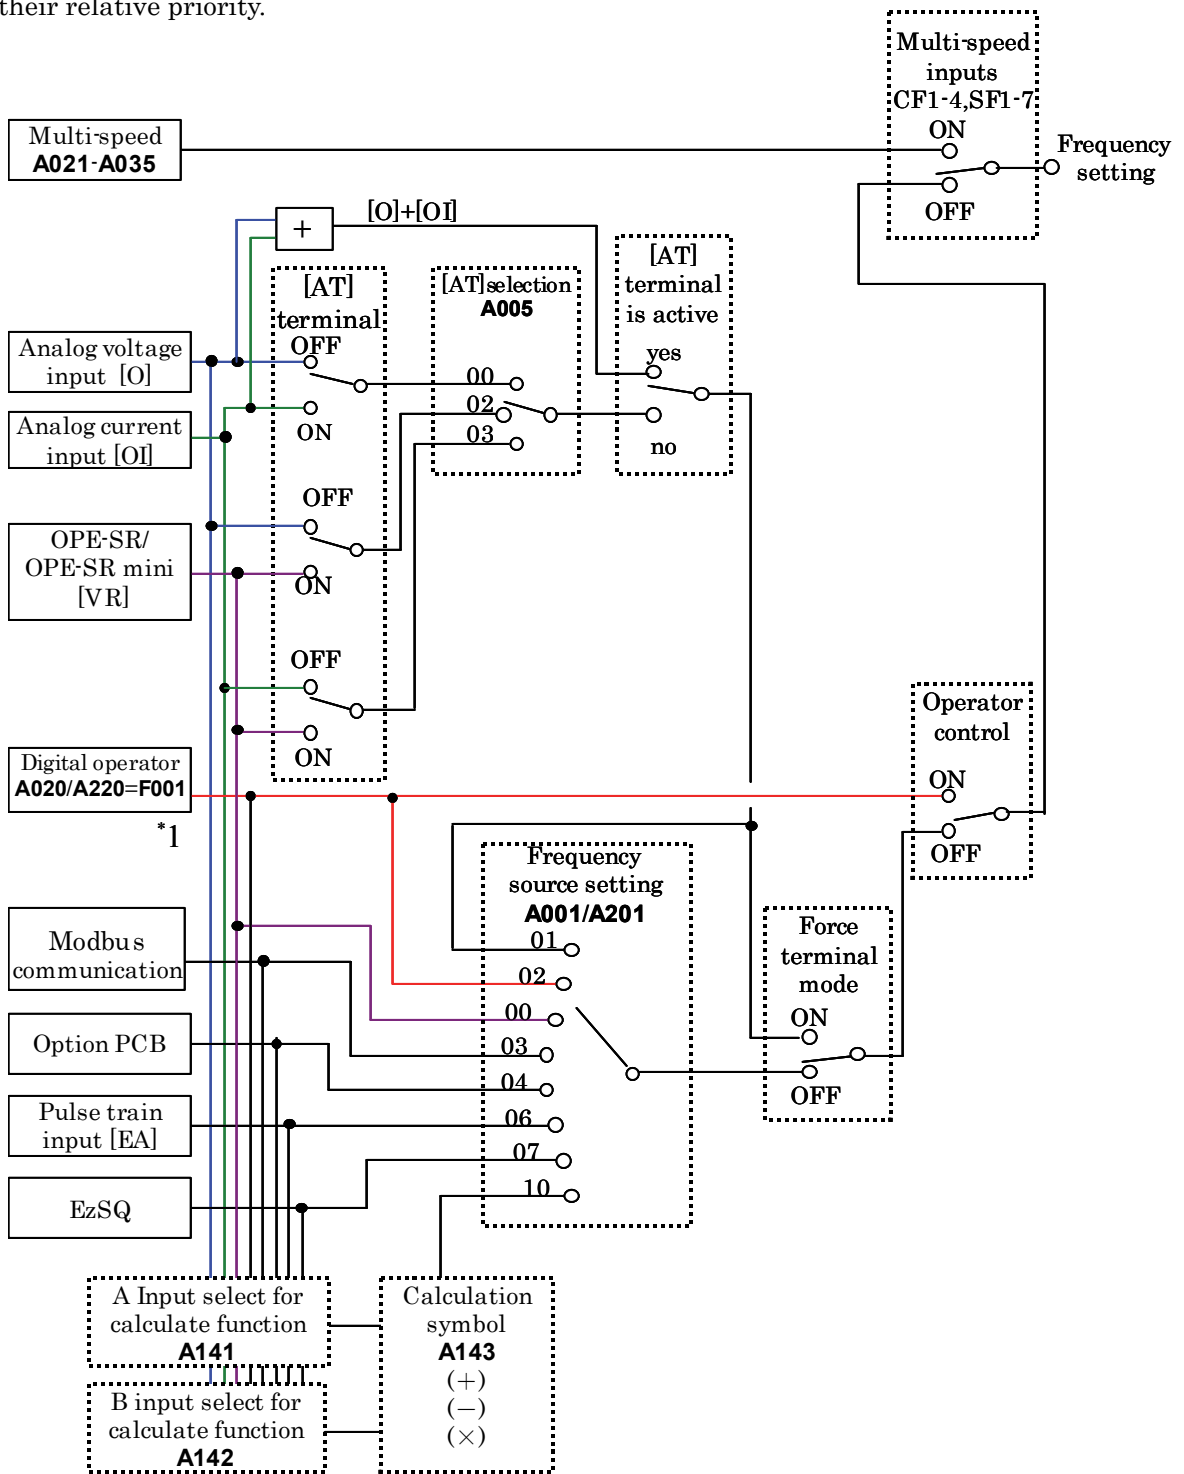 their relative priority.
Multi-speed
inputs
CF1-4,SF1-7
ON
OFF
Frequency
setting
Multi-speed
A021-A035
+
[O]+[OI]
[AT]
terminal
OFF
ON
OFF
ON
OFF
ON
[AT]selection
A005
00
02
03
[AT]
terminal
is active
yes
no
Analog voltage
input [O]
Analog current
input [OI]
OPE-SR/
OPE-SR mini
[VR]
Digital operator
A020/A220=F001
*1
Operator
control
ON
OFF
Frequency
source setting
A001/A201
01
02
00
03
04
06
07
10
Force
terminal
mode
ON
OFF
Modbus
communication
Option PCB
Pulse train
input [EA]
EzSQ
A Input select for
calculate function
A141
B input select for
calculate function
A142
Calculation
symbol
A143
(+)
(−)
(×)